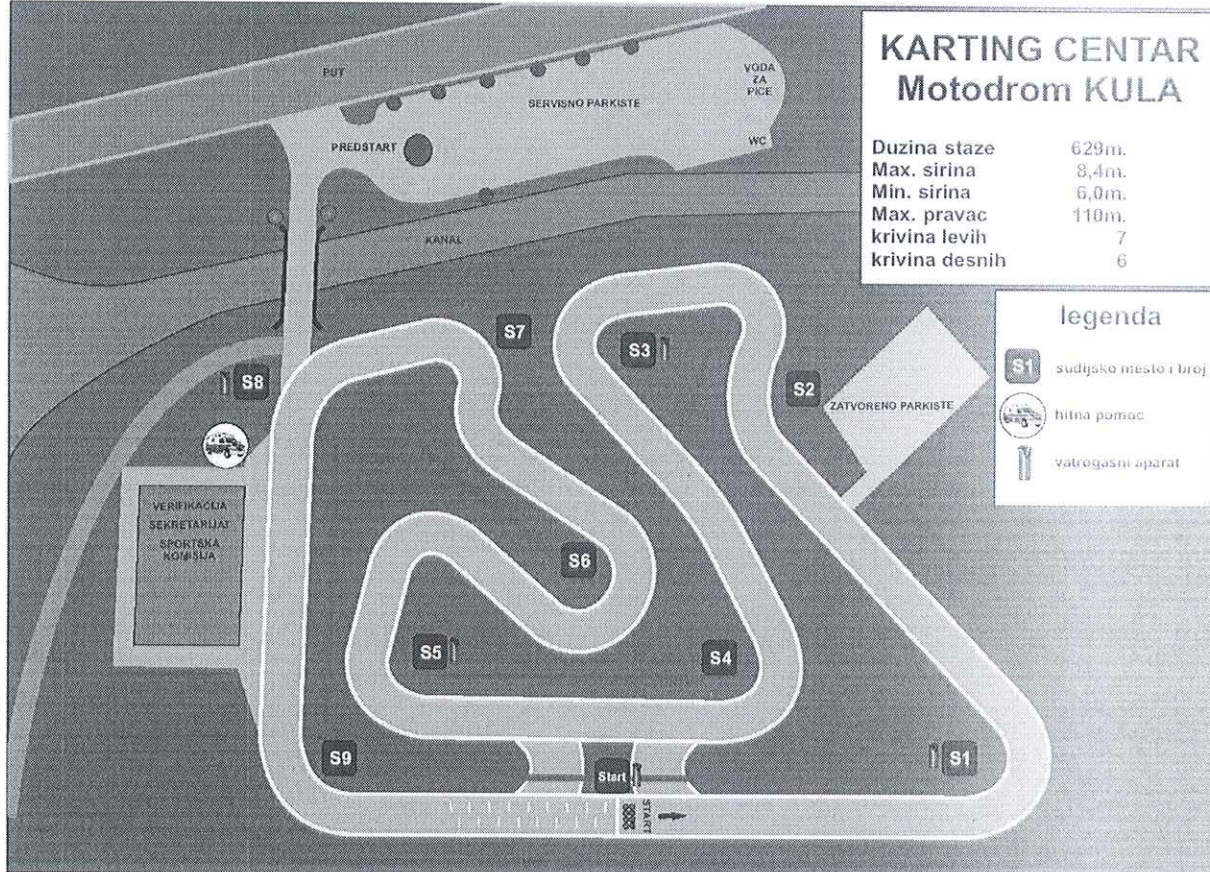 KARTING CENTAR
Motodrom KULA
Duzina staze 629m.
Max. sirina 8,4m.
Min. sirina 6,0m.
Max. pravac 110m.
krivina levih 7
krivina desnih 6
legenda
S1 sudijsko mesto i broj
hitna pomoc
vatrogasni aparat
PUT
SERVISNO PARKISTE
VODA
ZA
PICE
WC
PREDSTART
KANAL
S7
S3
S2
S8
ZATVORENO PARKISTE
VERIFIKACIJA
SEKRETARIJAT
SPORTSKA
KOMISIJA
S6
S5
S4
S9
Start
S1
START